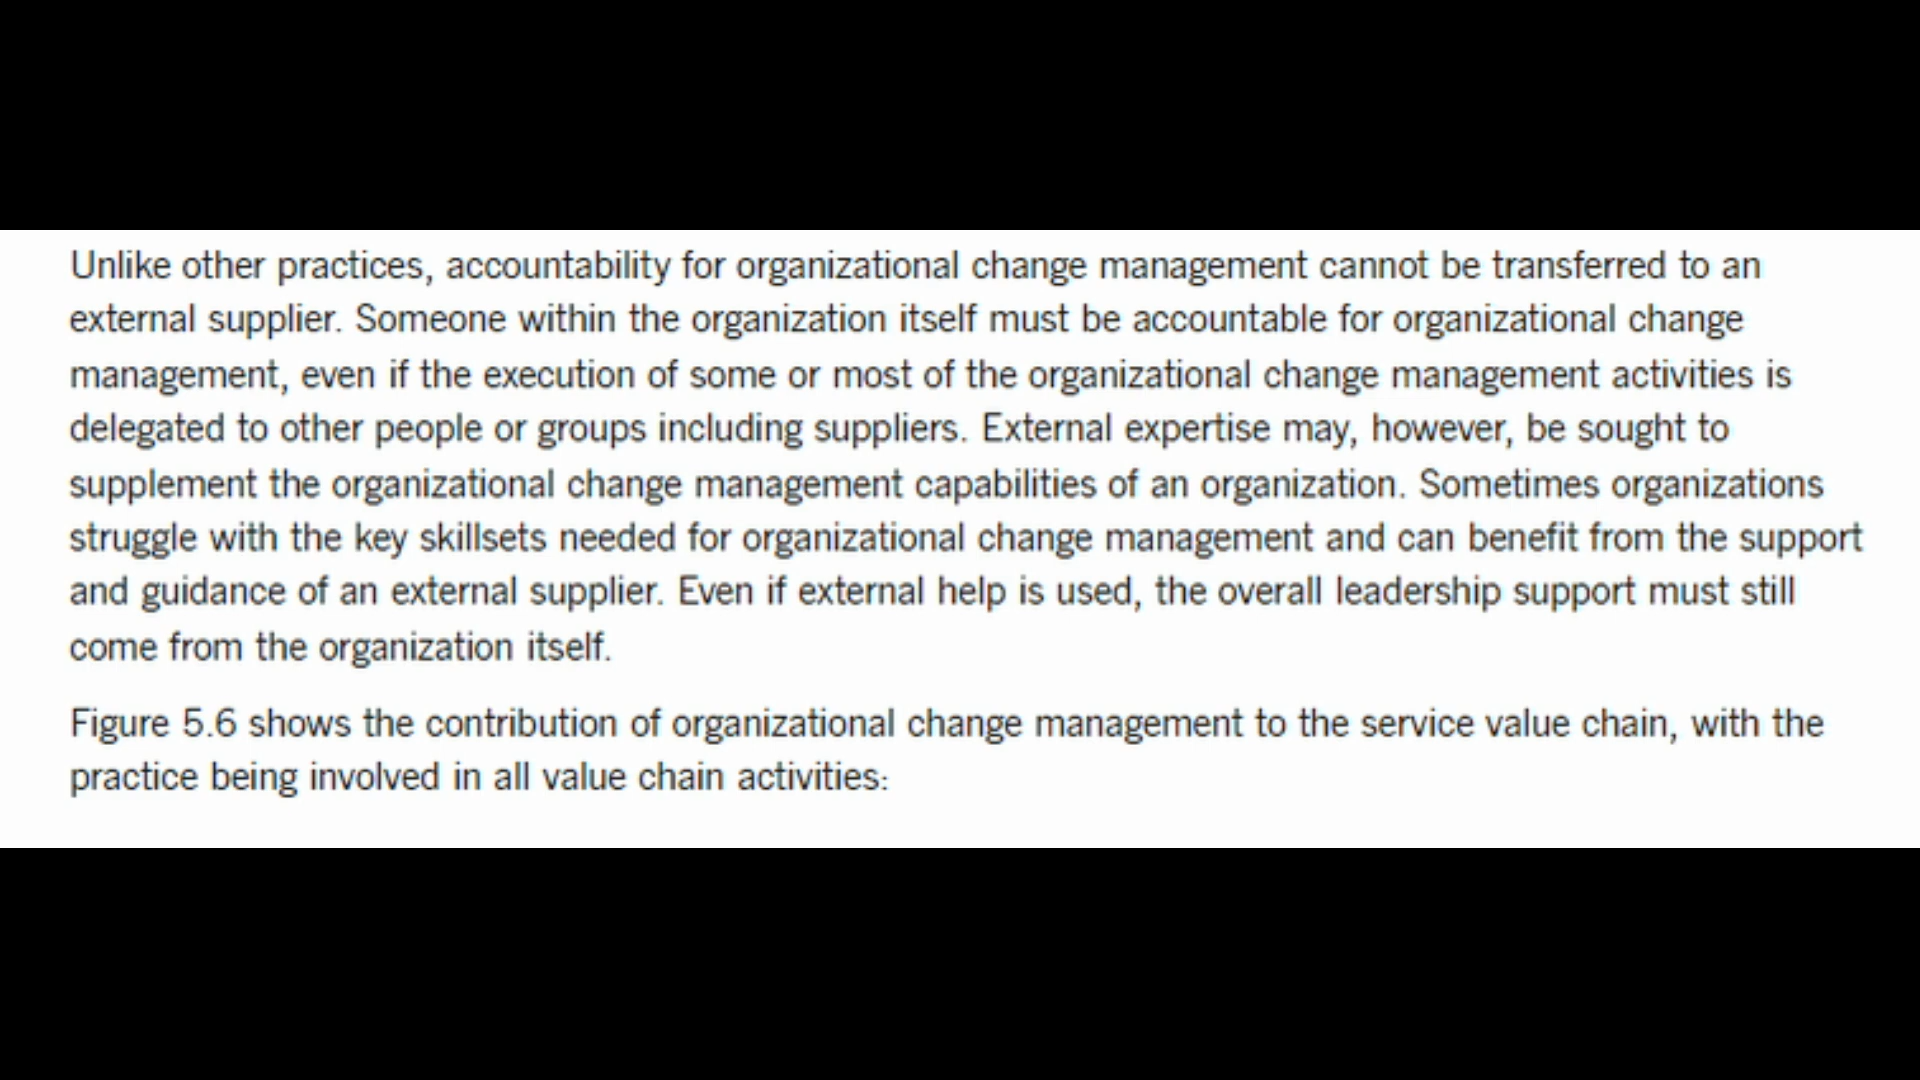 Unlike other practices, accountability for organizational change management cannot be transferred to an
external supplier. Someone within the organization itself must be accountable for organizational change
management, even if the execution of some or most of the organizational change management activities is
delegated to other people or groups including suppliers. External expertise may, however, be sought to
supplement the organizational change management capabilities of an organization. Sometimes organizations
struggle with the key skillsets needed for organizational change management and can benefit from the support
and guidance of an external supplier. Even if external help is used, the overall leadership support must still
come from the organization itself.
Figure 5.6 shows the contribution of organizational change management to the service value chain, with the
practice being involved in all value chain activities: